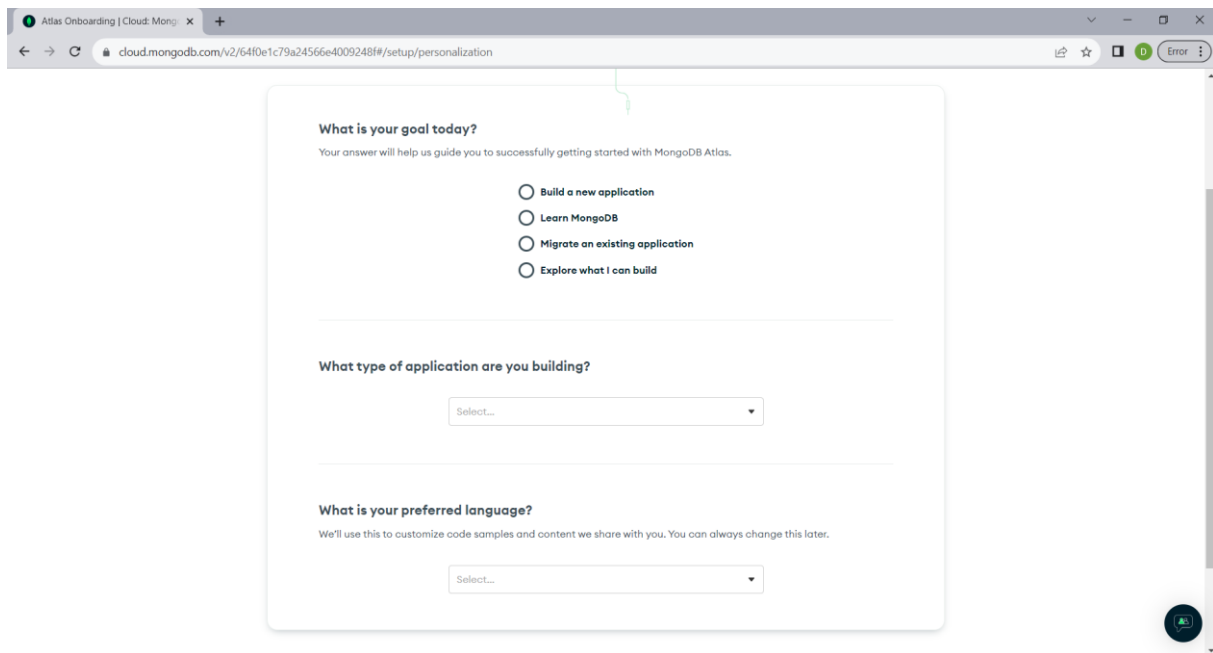 Atlas Onboarding | Cloud: Mong
cloud.mongodb.com/v2/64f0e1c79a24566e4009248f#/setup/personalization
D
Error
What is your goal today?
Your answer will help us guide you to successfully getting started with MongoDB Atlas.
Build a new application
Learn MongoDB
Migrate an existing application
Explore what I can build
What type of application are you building?
Select...
What is your preferred language?
We'll use this to customize code samples and content we share with you. You can always change this later.
Select...